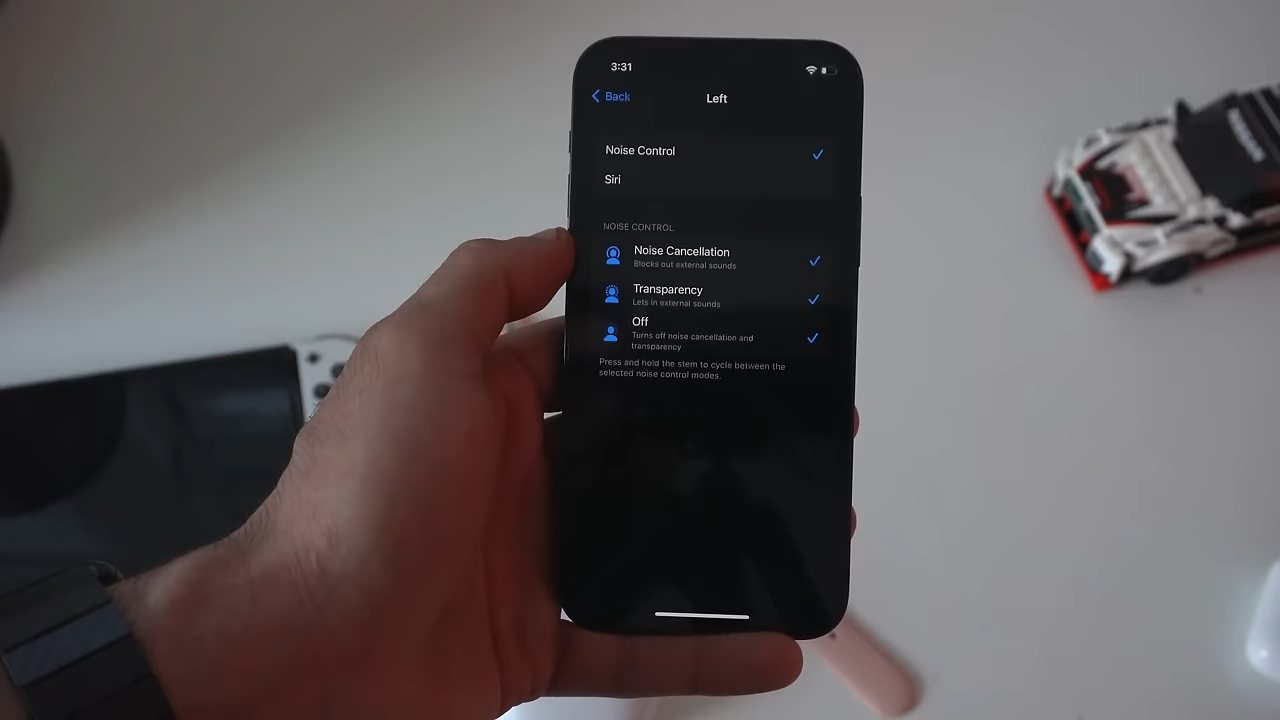 3:31
Back
Left
Noise Control
Siri
NOISE CONTROL
Noise Cancellation
Blocks out external sounds
Transparency
Lets in external sounds
Off
Turns off noise cancellation and
transparency
Press and hold the stem to cycle between the
selected noise control modes.